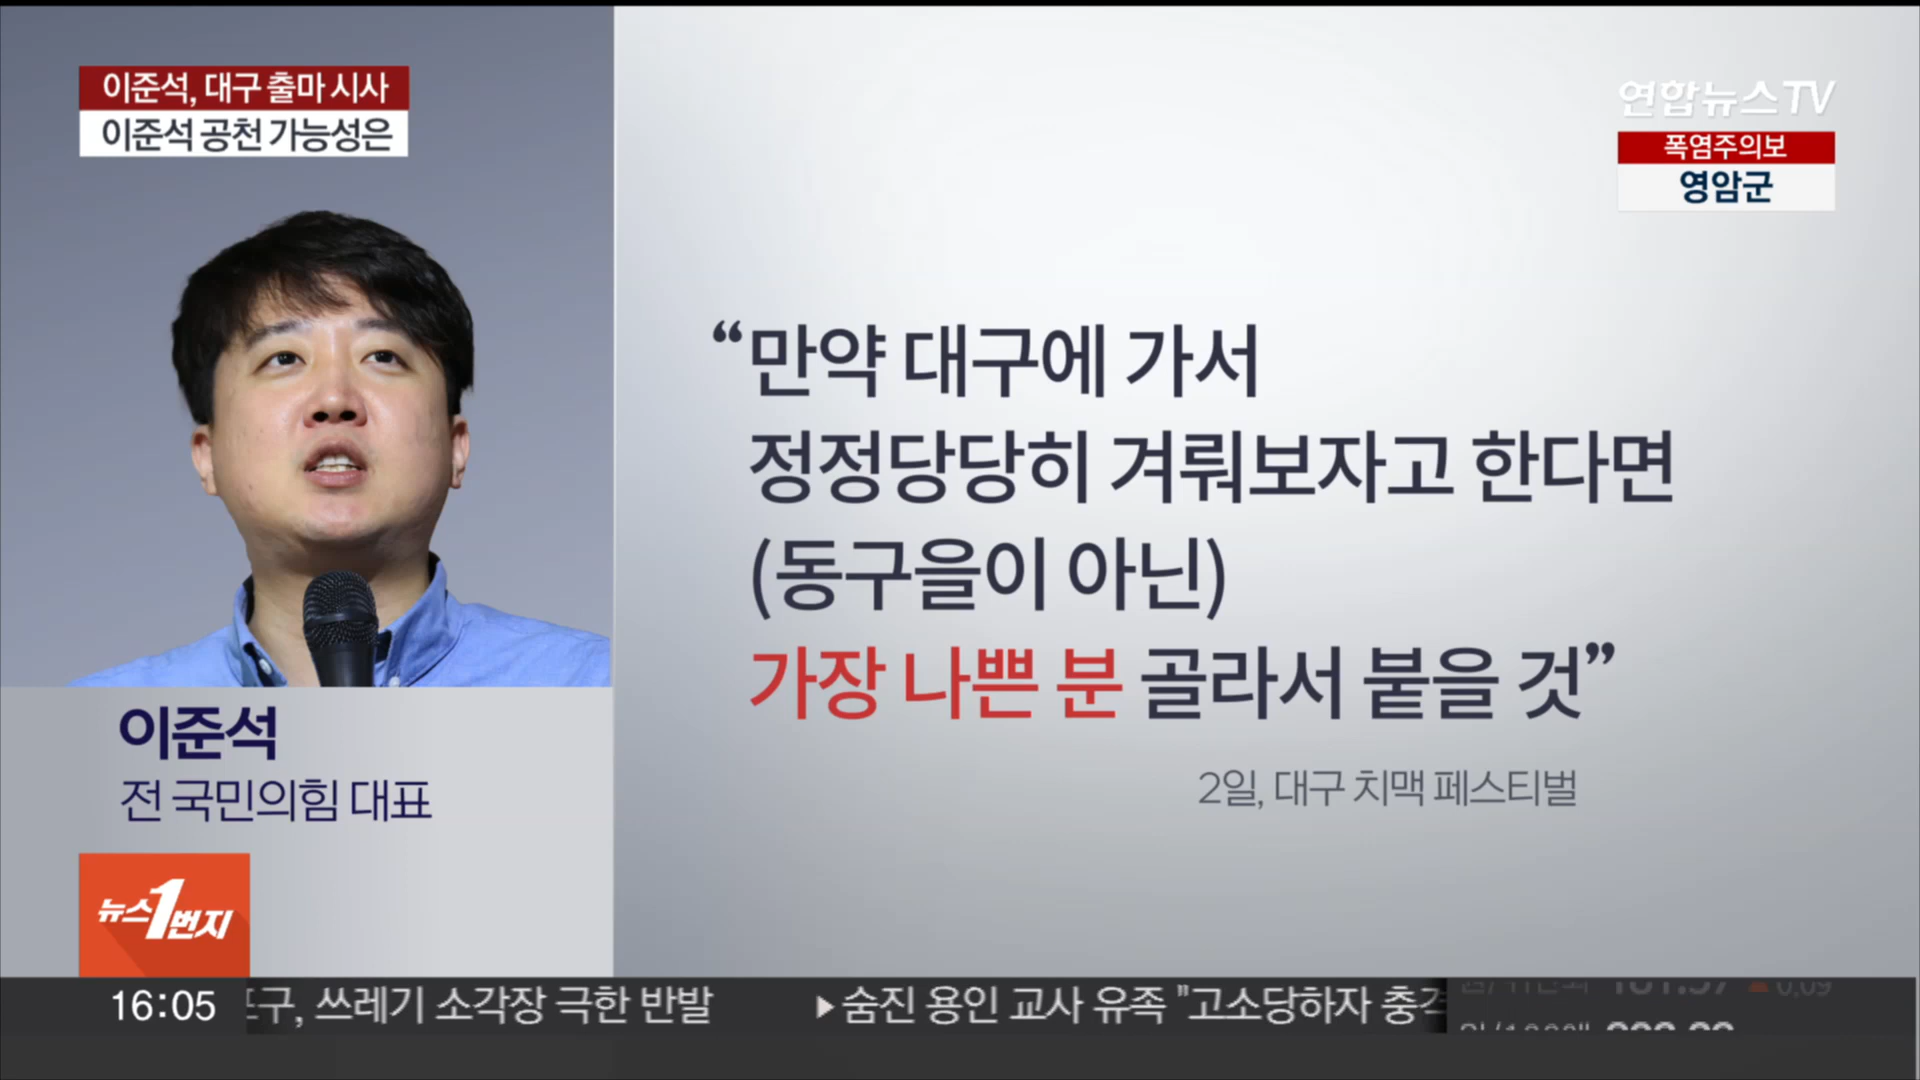 이준석, 대구 출마 시사
이준석 공천 가능성은
연합뉴스TV
폭염주의보
영암군
“만약 대구에 가서
정정당당히 겨뤄보자고 한다면
(동구을이 아닌)
가장 나쁜 분 골라서 붙을 것”
2일, 대구 치맥 페스티벌
이준석
전 국민의힘 대표
뉴스1번지
16:05
쓰레기 소각장 극한 반발 ▶숨진 용인 교사 유족 "고소당하자